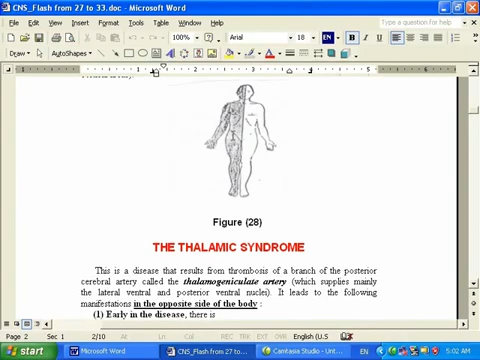 CNS_Flash from 27 to 33.doc - Microsoft Word
File Edit View Insert Format Tools Table Window Help
Type a question for help
100%
Arial 18 EN B I U
Draw AutoShapes
Figure (28)
THE THALAMIC SYNDROME
This is a disease that results from thrombosis of a branch of the posterior
cerebral artery called the thalamogeniculate artery (which supplies mainly
the lateral ventral and posterior ventral nuclei). It leads to the following
manifestations in the opposite side of the body :
(1) Early in the disease, there is
Page 2 Sec 1 2/10 At Ln Col REC TRK EXT OVR English (U.S
start Microsoft Word CNS_Flash from 27 to... Camtasia Studio - Unt... EN 5:02 AM